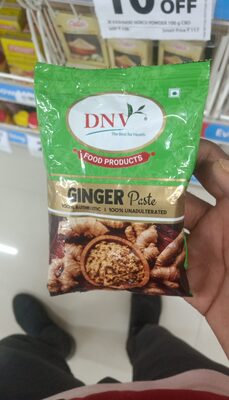 10 OFF
DNV
The Best for Health
FOOD PRODUCTS
GINGER Paste
100% AUTHENTIC | 100% UNADULTERATED